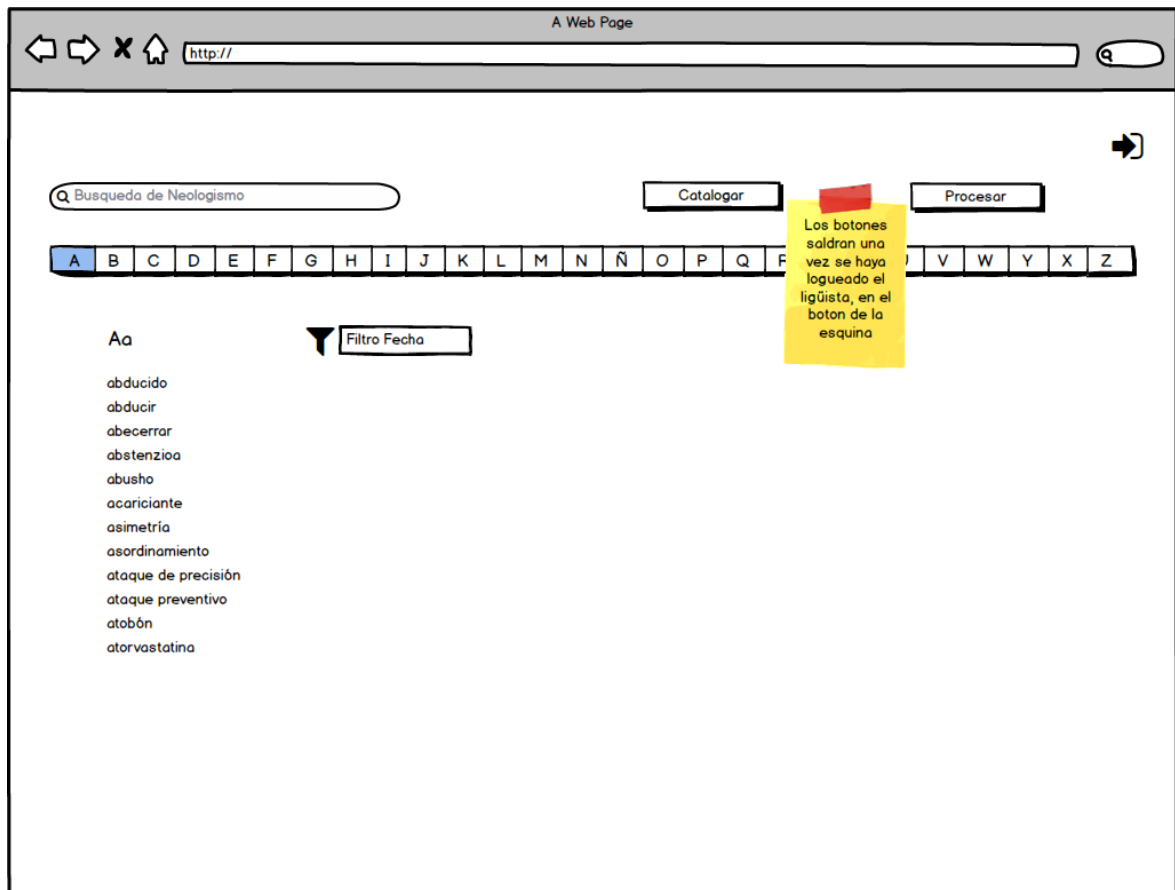 A Web Page
http://
Busqueda de Neologismo
Catalogar
Procesar
Los botones
saldran una
vez se haya
logueado el
ligüista, en el
boton de la
esquina
A B C D E F G H I J K L M N Ñ O P Q V W Y X Z
Aa
Filtro Fecha
abducido
abducir
abecerrar
abstenzioa
abusho
acariciante
asimetría
asordinamiento
ataque de precisión
ataque preventivo
atobón
atorvastatina